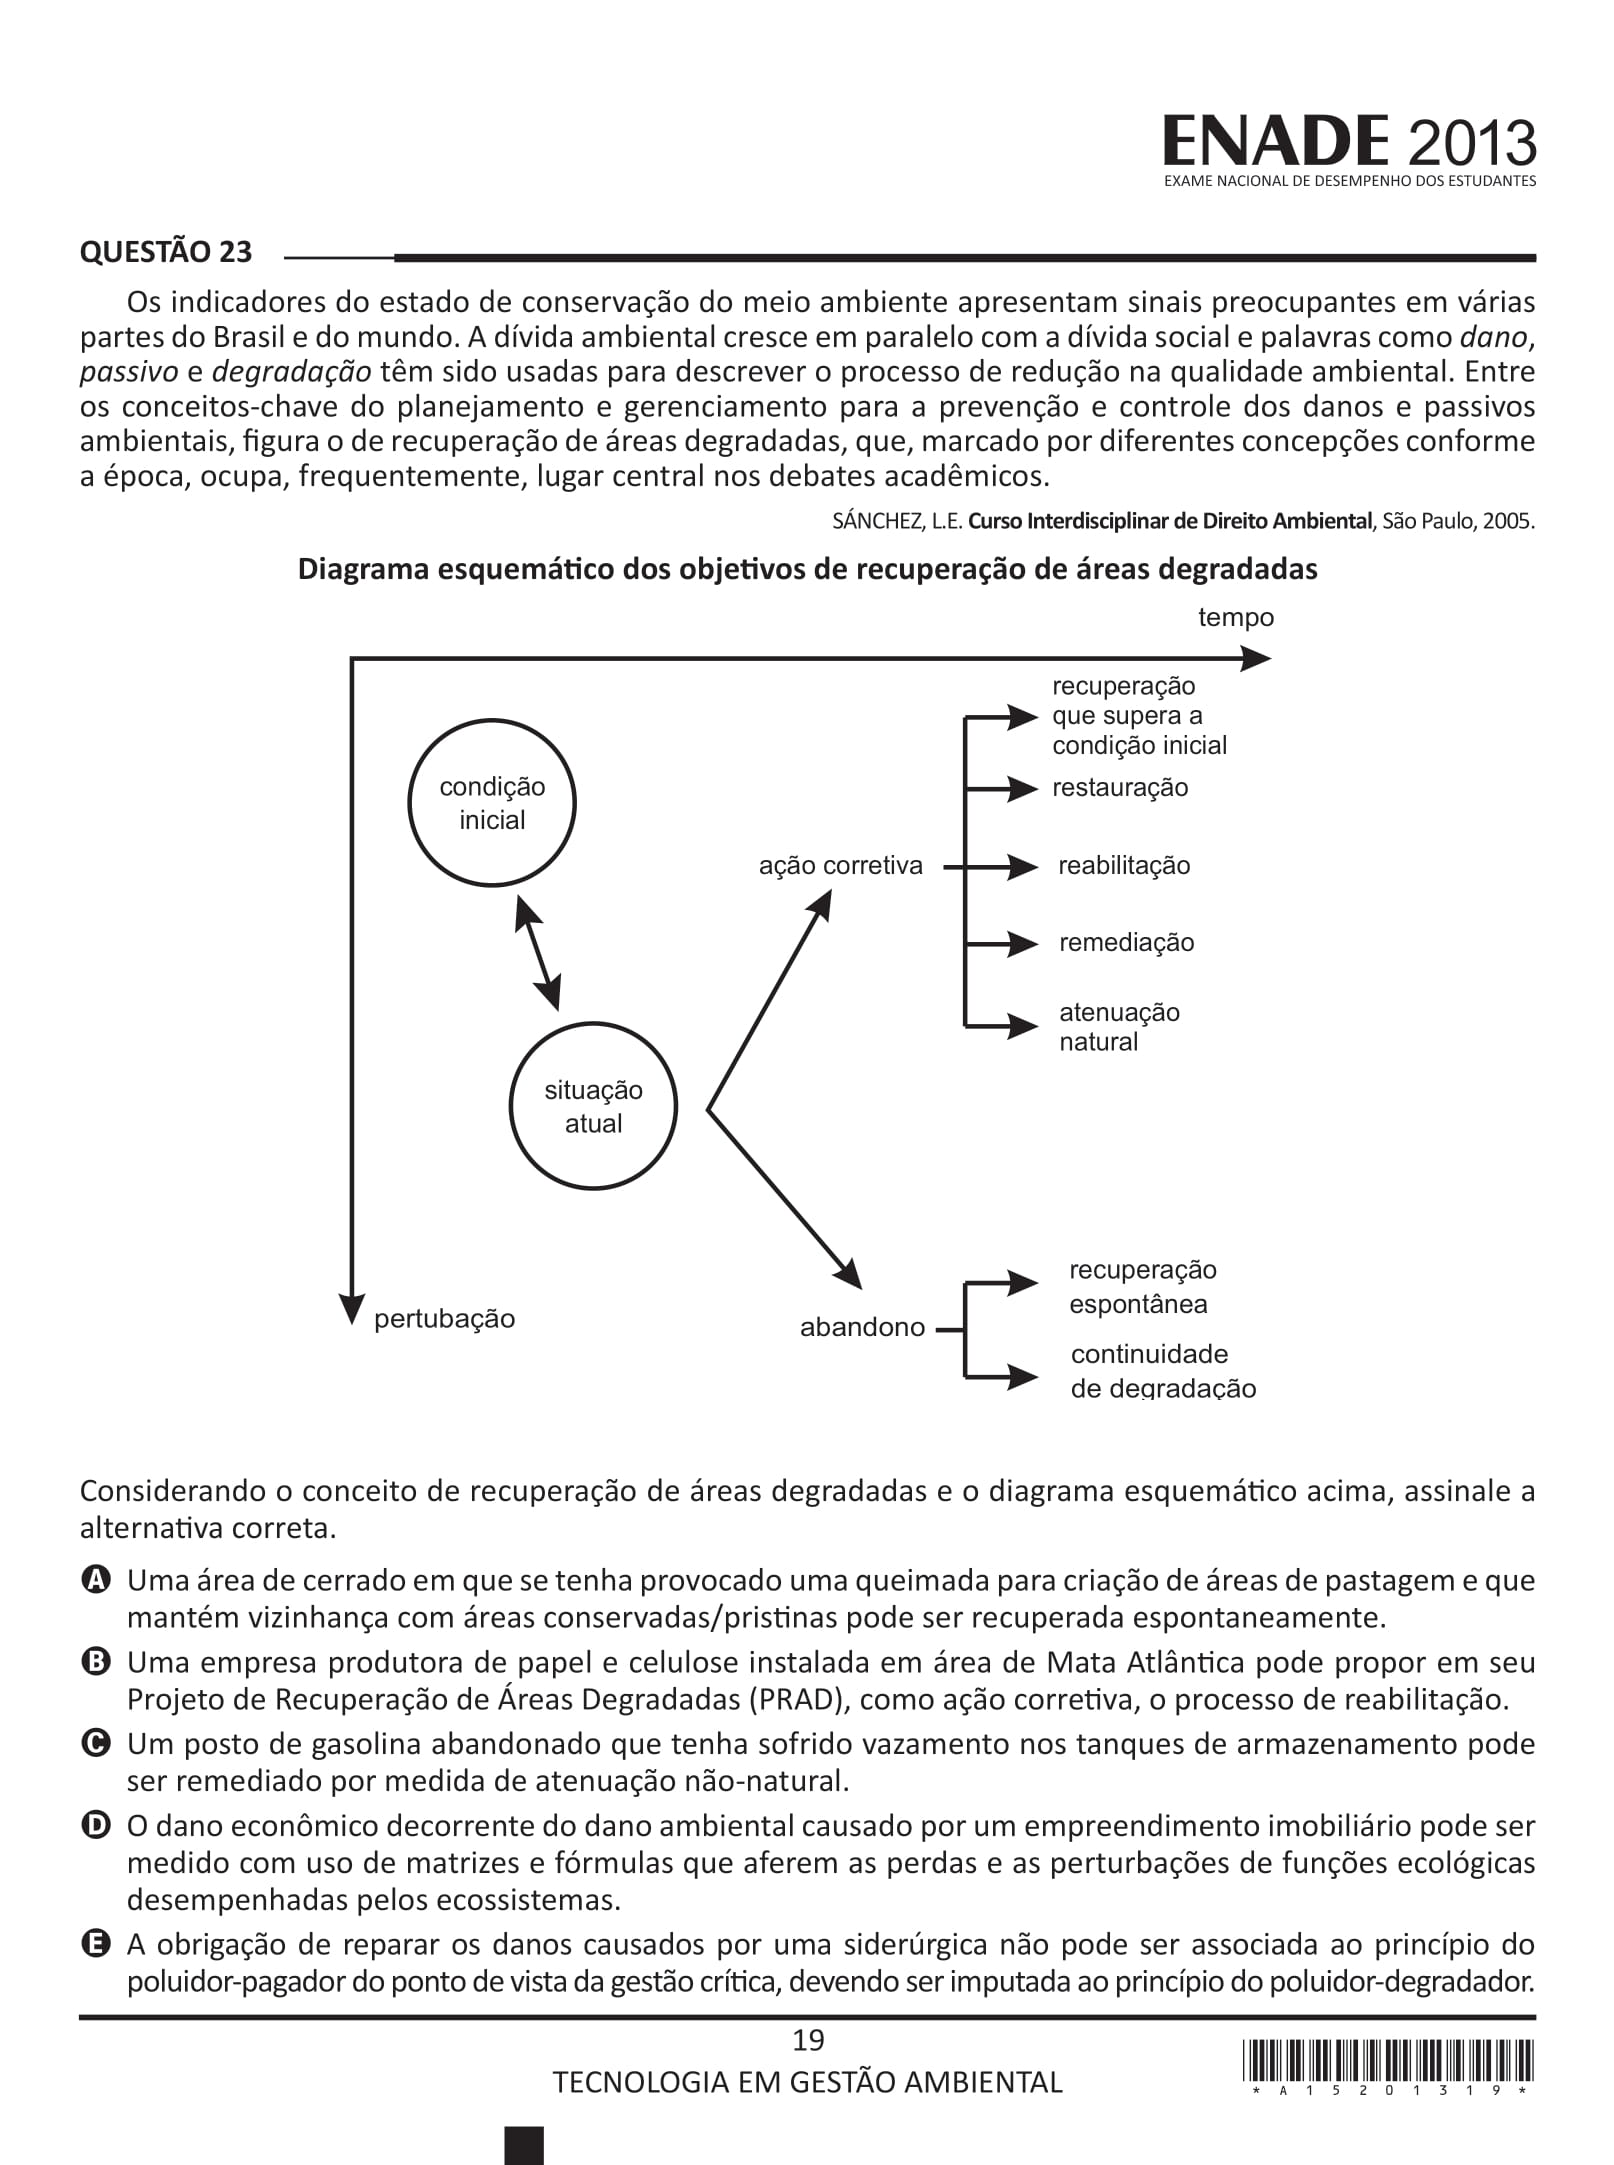 ENADE 2013
EXAME NACIONAL DE DESEMPENHO DOS ESTUDANTES
QUESTÃO 23
Os indicadores do estado de conservação do meio ambiente apresentam sinais preocupantes em várias
partes do Brasil e do mundo. A dívida ambiental cresce em paralelo com a dívida social e palavras como dano,
passivo e degradação têm sido usadas para descrever o processo de redução na qualidade ambiental. Entre
os conceitos-chave do planejamento e gerenciamento para a prevenção e controle dos danos e passivos
ambientais, figura o de recuperação de áreas degradadas, que, marcado por diferentes concepções conforme
a época, ocupa, frequentemente, lugar central nos debates acadêmicos.
SÁNCHEZ, L.E. Curso Interdisciplinar de Direito Ambiental, São Paulo, 2005.
Diagrama esquemático dos objetivos de recuperação de áreas degradadas
tempo
recuperação
que supera a
condição inicial
condição
inicial
restauração
ação corretiva
reabilitação
remediação
atenuação
natural
situação
atual
recuperação
espontânea
pertubação
abandono
continuidade
de degradação
Considerando o conceito de recuperação de áreas degradadas e o diagrama esquemático acima, assinale a
alternativa correta.
A Uma área de cerrado em que se tenha provocado uma queimada para criação de áreas de pastagem e que
mantém vizinhança com áreas conservadas/pristinas pode ser recuperada espontaneamente.
B Uma empresa produtora de papel e celulose instalada em área de Mata Atlântica pode propor em seu
Projeto de Recuperação de Áreas Degradadas (PRAD), como ação corretiva, o processo de reabilitação.
C Um posto de gasolina abandonado que tenha sofrido vazamento nos tanques de armazenamento pode
ser remediado por medida de atenuação não-natural.
D O dano econômico decorrente do dano ambiental causado por um empreendimento imobiliário pode ser
medido com uso de matrizes e fórmulas que aferem as perdas e as perturbações de funções ecológicas
desempenhadas pelos ecossistemas.
E A obrigação de reparar os danos causados por uma siderúrgica não pode ser associada ao princípio do
poluidor-pagador do ponto de vista da gestão crítica, devendo ser imputada ao princípio do poluidor-degradador.
19
TECNOLOGIA EM GESTÃO AMBIENTAL
* A 1 5 2 0 1 3 1 9 *